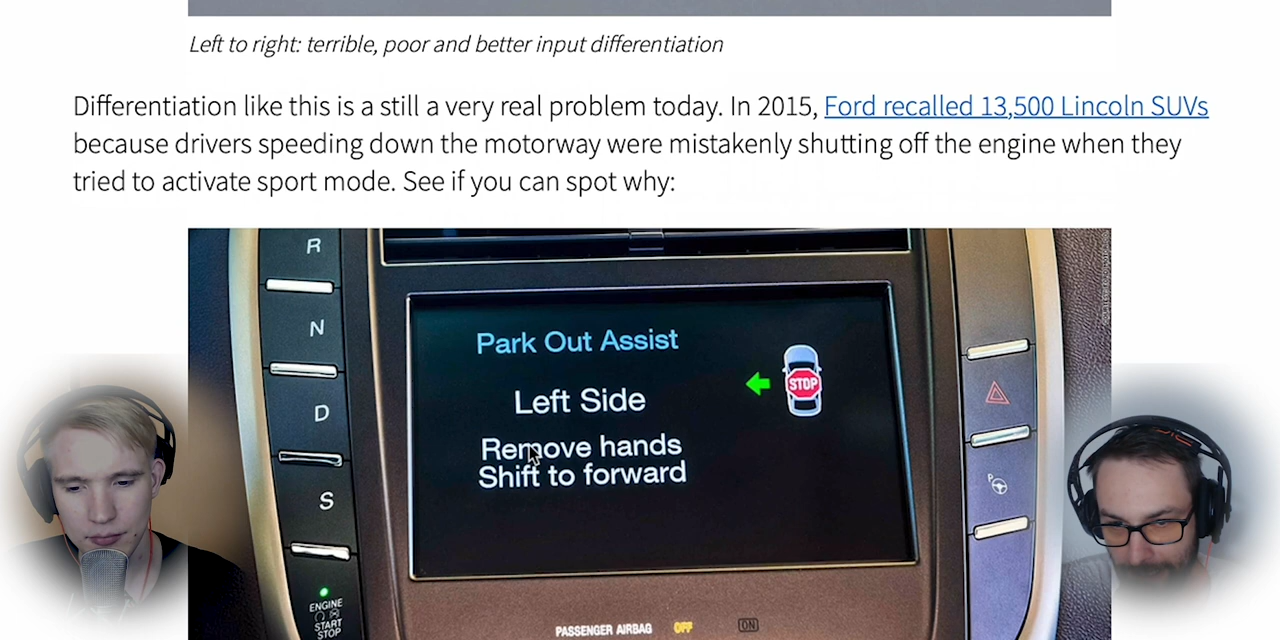 Left to right: terrible, poor and better input differentiation
Differentiation like this is a still a very real problem today. In 2015, Ford recalled 13,500 Lincoln SUVs
because drivers speeding down the motorway were mistakenly shutting off the engine when they
tried to activate sport mode. See if you can spot why:
R
N
D
S
ENGINE
START
STOP
Park Out Assist
Left Side
Remove hands
Shift to forward
STOP
P
PASSENGER AIRBAG OFF ON